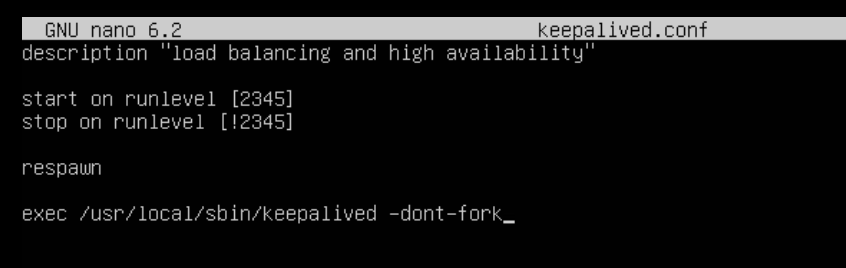 GNU nano 6.2 keepalived.conf
description "load balancing and high availability"
start on runlevel [2345]
stop on runlevel [!2345]
respawn
exec /usr/local/sbin/keepalived -dont-fork_